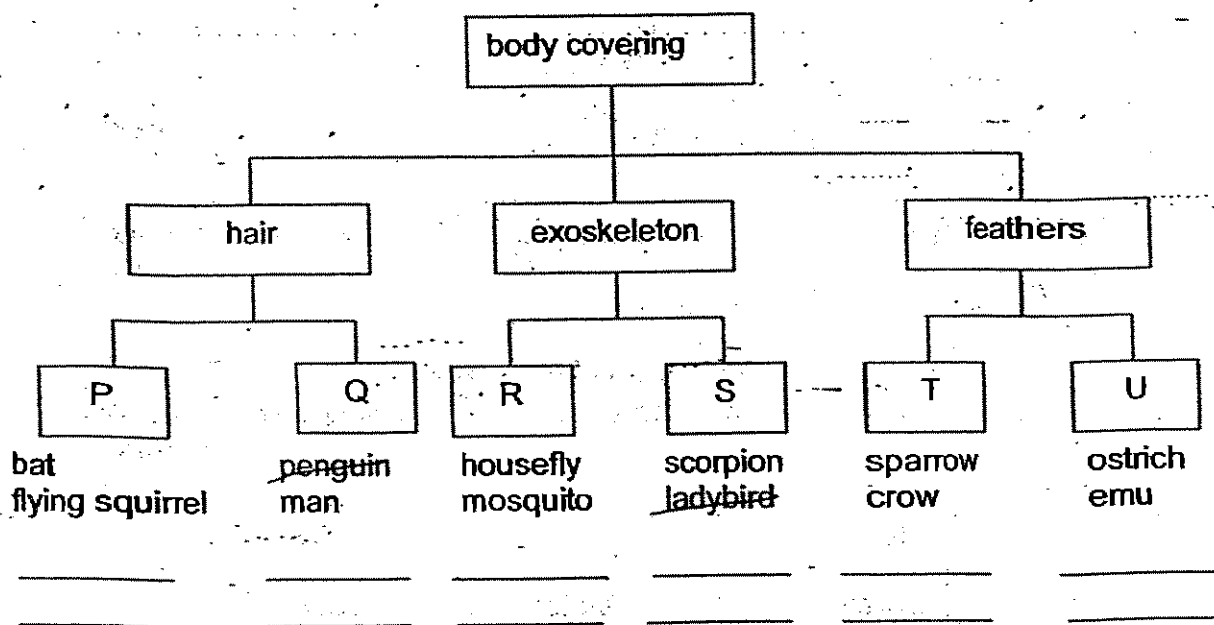 body covering
hair
exoskeleton
feathers
P
Q
R
S
T
U
bat
flying squirrel
penguin
man
housefly
mosquito
scorpion
ladybird
sparrow
crow
ostrich
emu